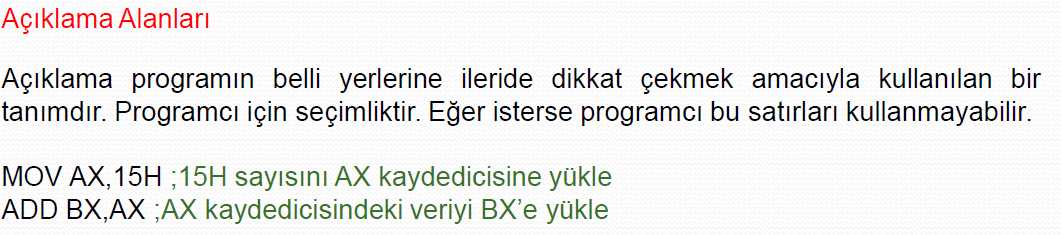 Açıklama Alanları
Açıklama programın belli yerlerine ileride dikkat çekmek amacıyla kullanılan bir
tanımdır. Programcı için seçimliktir. Eğer isterse programcı bu satırları kullanmayabilir.
MOV AX,15H ;15H sayısını AX kaydedicisine yükle
ADD BX,AX ;AX kaydedicisindeki veriyi BX’e yükle